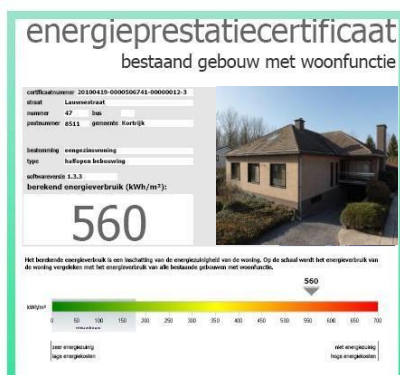 energieprestatiecertificaat
bestaand gebouw met woonfunctie
certificaatnummer 20100419-0000506741-00000012-3
straat Lauwsestraat
nummer 47 bus
postnummer 8511 gemeente Kortrijk
bestemming eengezinswoning
type halfopen bebouwing
softwareversie 1.3.3
berekend energieverbruik (kWh/m²):
560
Het berekende energieverbruik is een inschatting van de energiezuinigheid van de woning. Op de schaal wordt het energieverbruik van
de woning vergeleken met het energieverbruik van alle bestaande gebouwen met woonfunctie.
560
kWh/m²
0 50 100 150 200 250 300 350 400 450 500 550 600 650 700
zeer energiezuinig niet energiezuinig
lage energiekosten hoge energiekosten